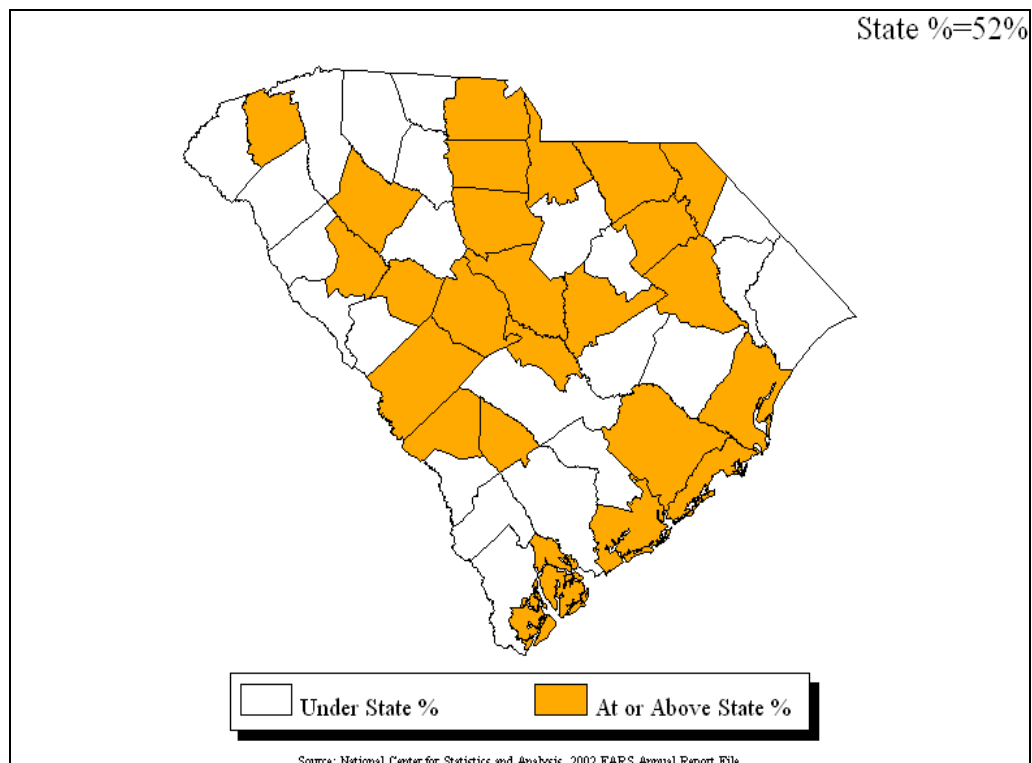 State %=52%
Under State %
At or Above State %
Source: National Center for Statistics and Analysis, 2002 FARS Annual Report File